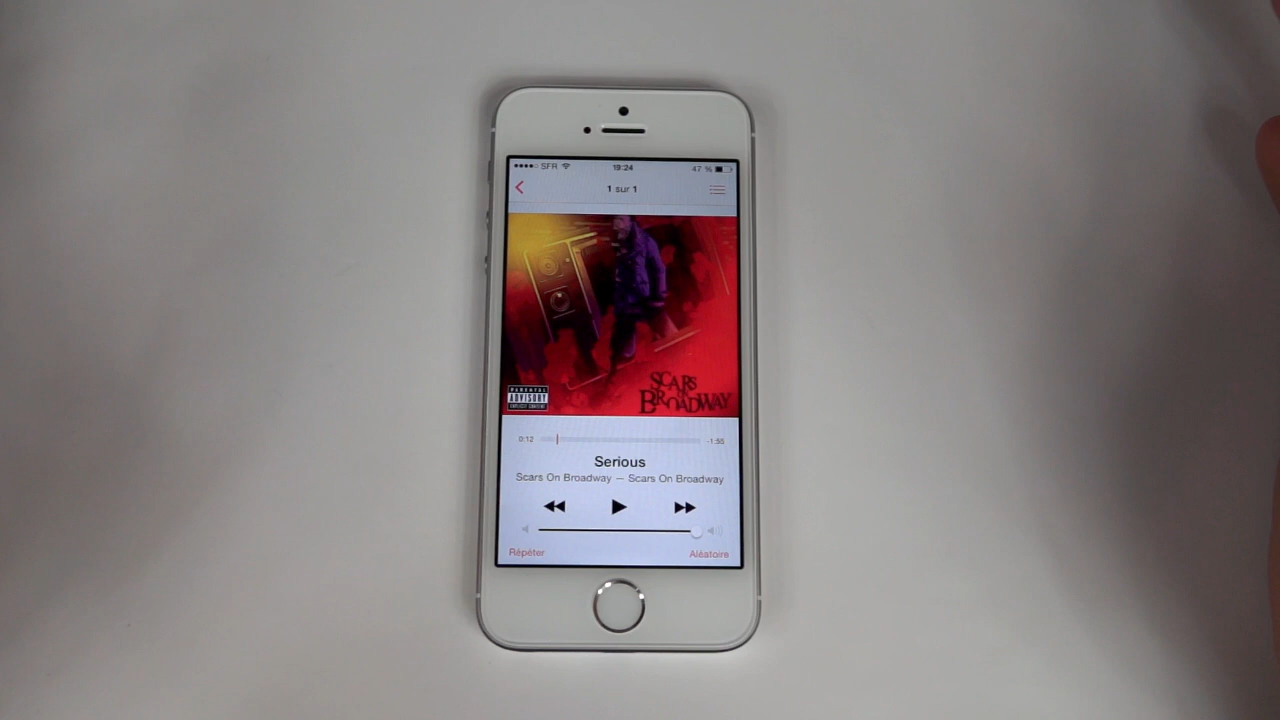 SFR 19:24 47 %
1 sur 1
PARENTAL
ADVISORY
EXPLICIT CONTENT
SCARS
ON
BROADWAY
0:12 -1:55
Serious
Scars On Broadway — Scars On Broadway
Répéter Aléatoire